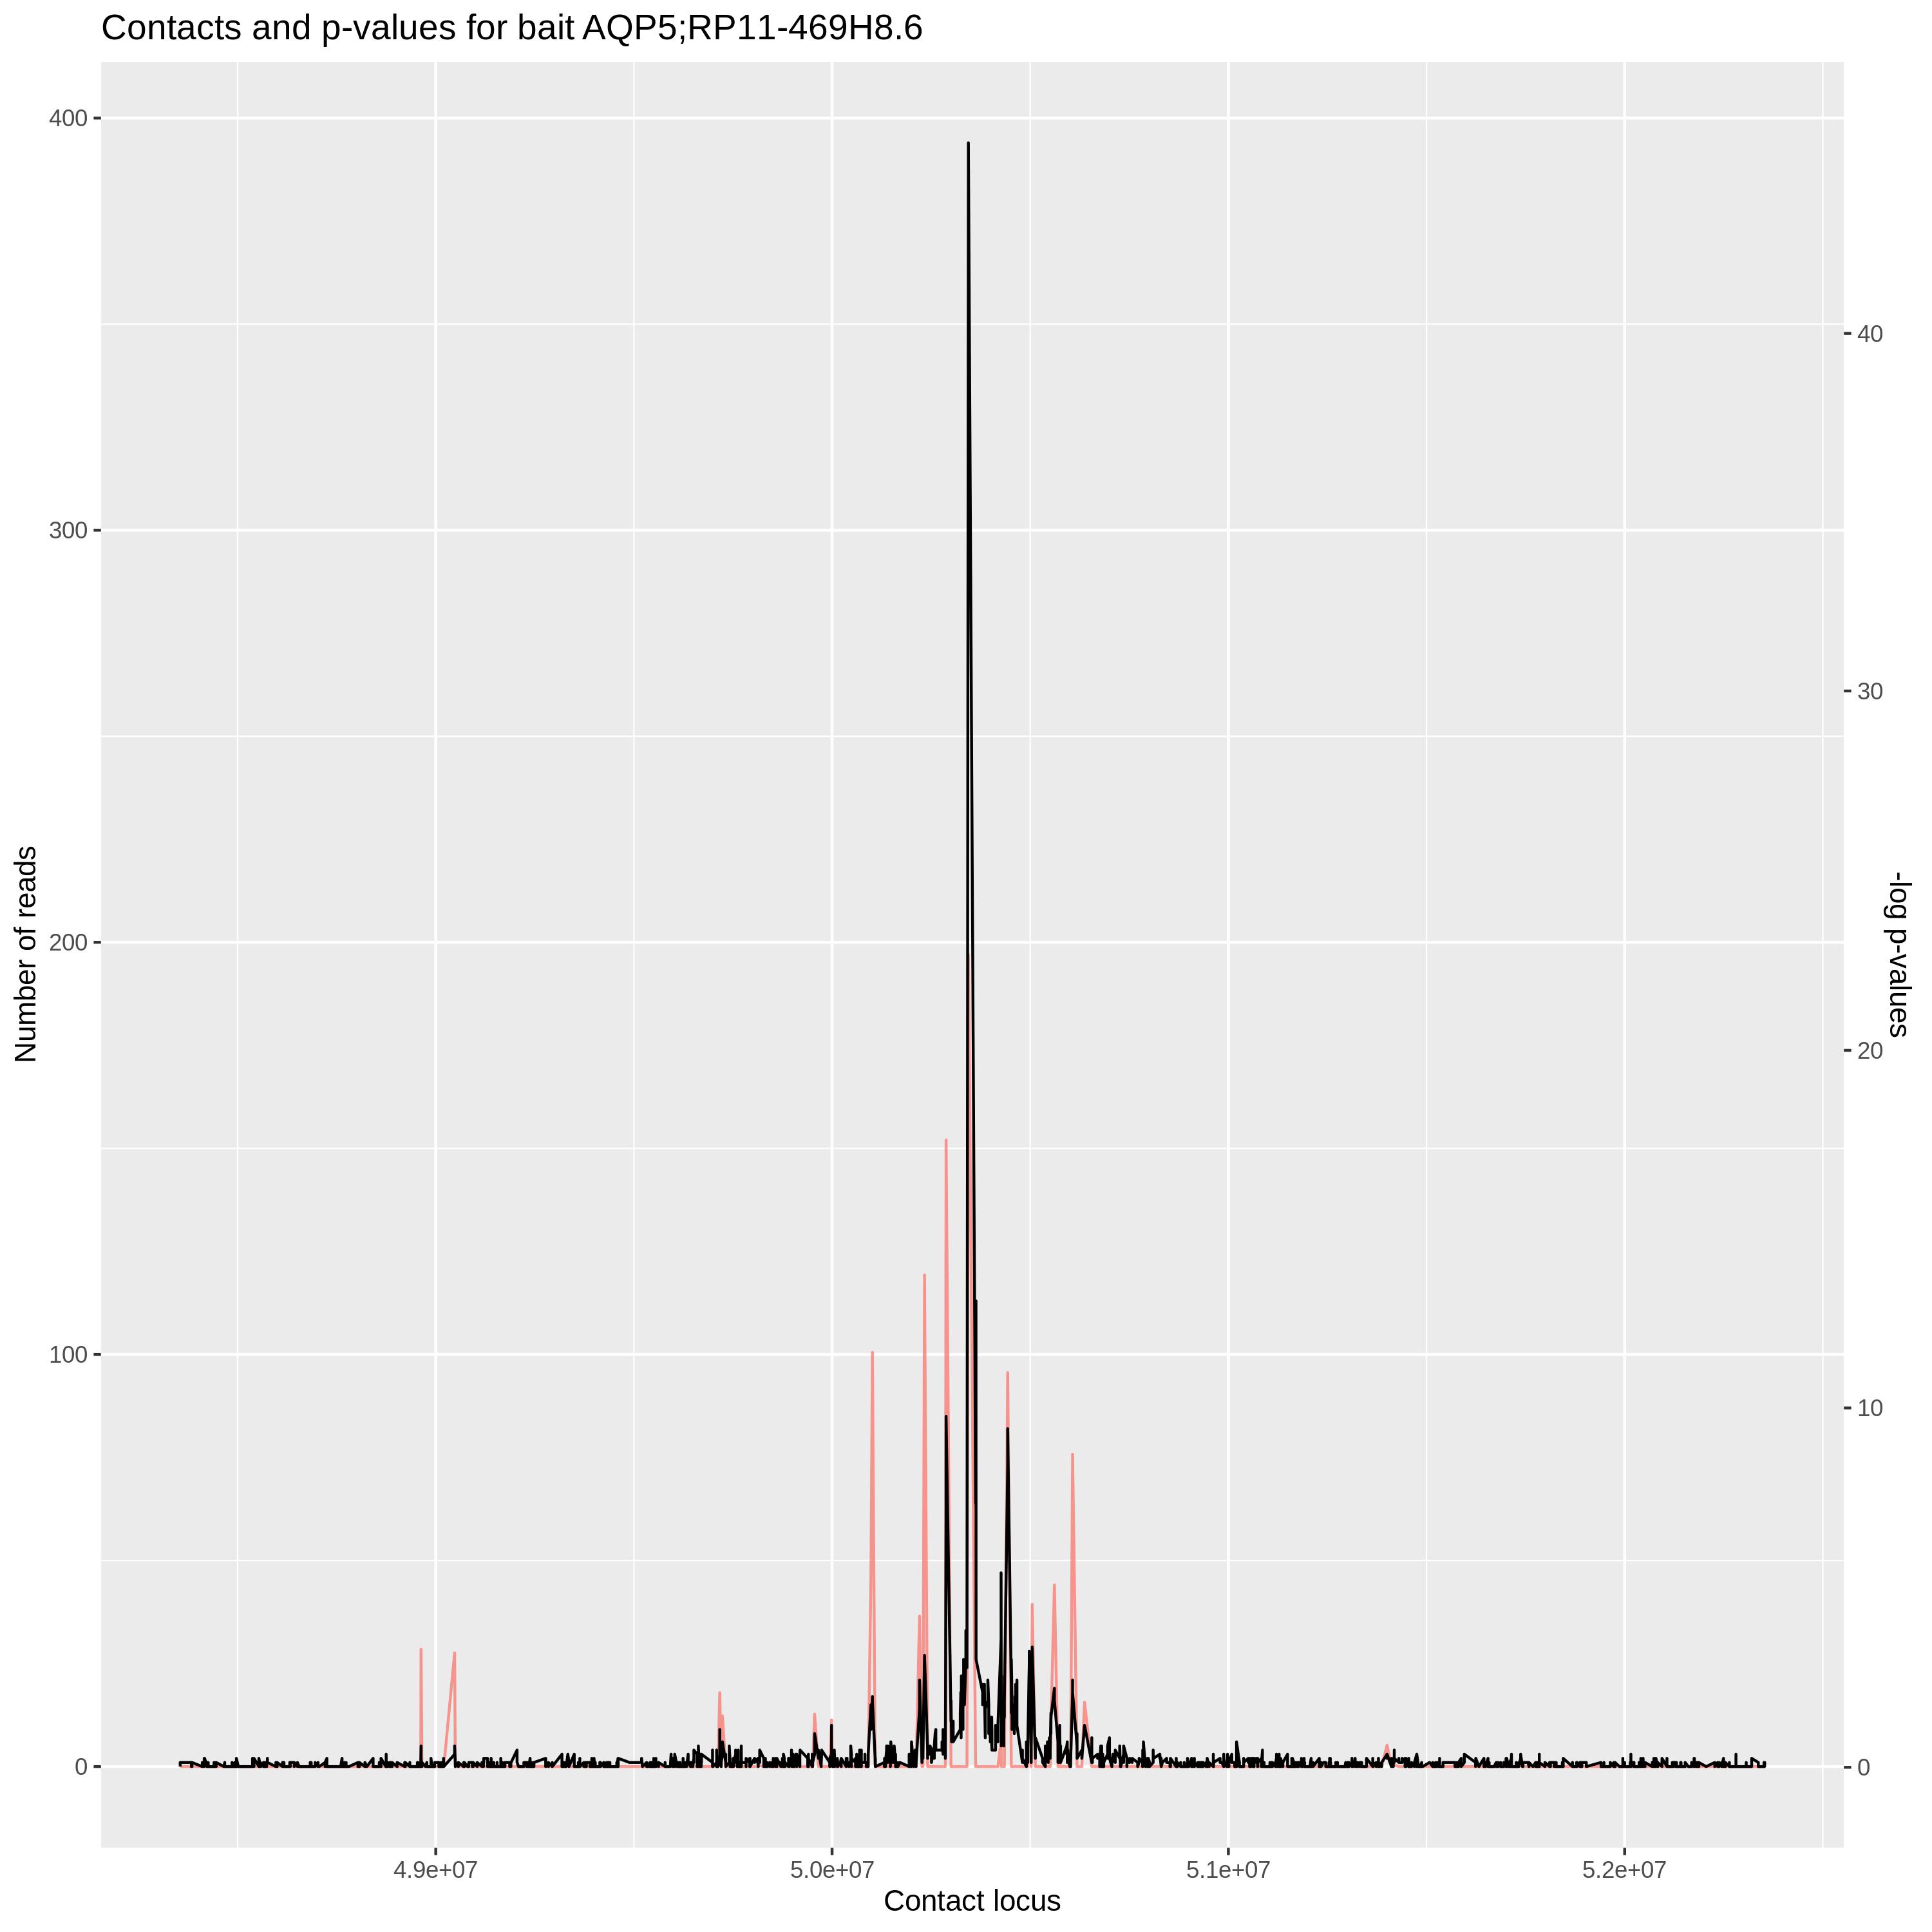 Contacts and p-values for bait AQP5;RP11-469H8.6
400
300
200
100
0
Number of reads
40
30
20
10
0
-log p-values
4.9e+07
5.0e+07
5.1e+07
5.2e+07
Contact locus